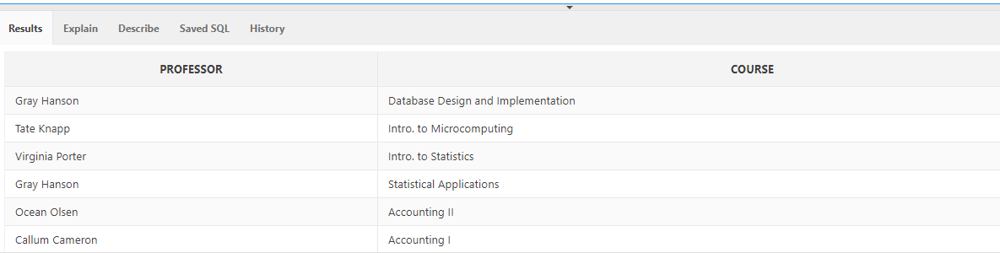 Results Explain Describe Saved SQL History
PROFESSOR COURSE
Gray Hanson Database Design and Implementation
Tate Knapp Intro. to Microcomputing
Virginia Porter Intro. to Statistics
Gray Hanson Statistical Applications
Ocean Olsen Accounting II
Callum Cameron Accounting I